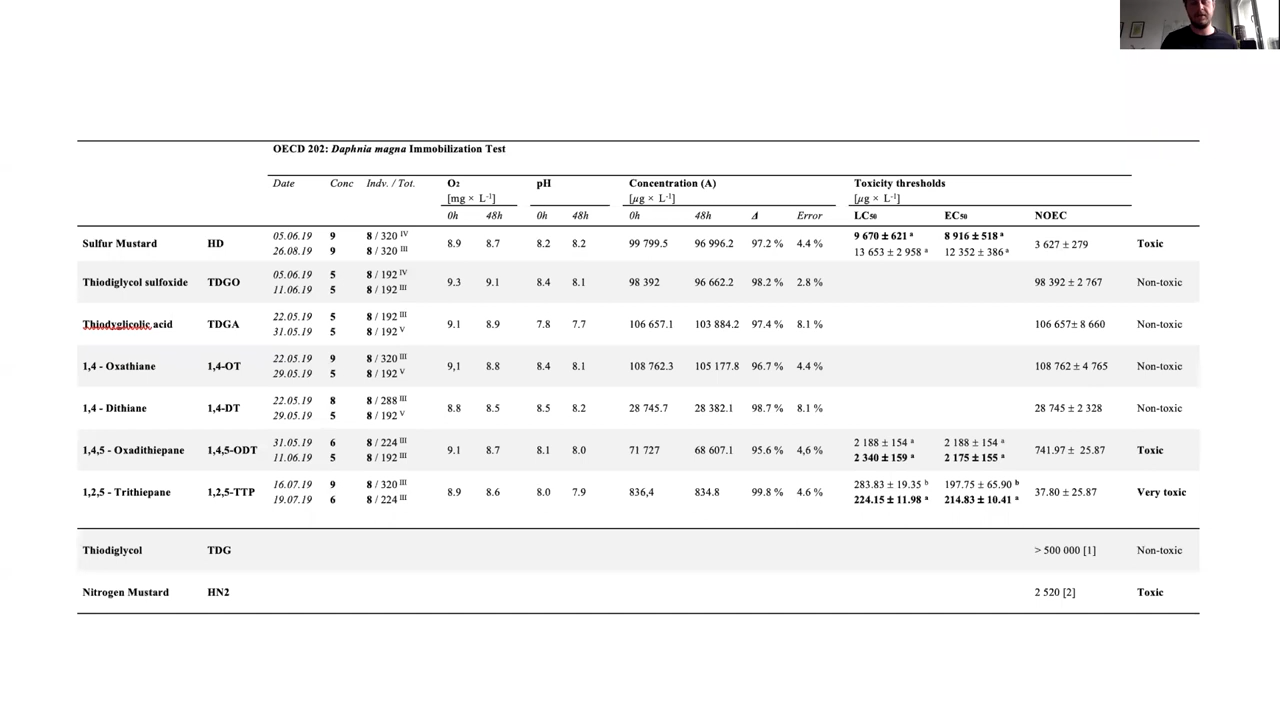 OECD 202: Daphnia magna Immobilization Test
Date Conc Indv. / Tot. O₂ pH Concentration (A) Toxicity thresholds
[mg × L⁻¹] [µg × L⁻¹] [µg × L⁻¹]
0h 48h 0h 48h 0h 48h Δ Error LC₅₀ EC₅₀ NOEC
05.06.19 9 8 / 320 IV 9 670 ± 621 ᵃ 8 916 ± 518 ᵃ
Sulfur Mustard HD 8.9 8.7 8.2 8.2 99 799.5 96 996.2 97.2 % 4.4 % 3 627 ± 279 Toxic
26.08.19 9 8 / 320 III 13 653 ± 2 958 ᵃ 12 352 ± 386 ᵃ
05.06.19 5 8 / 192 IV
Thiodiglycol sulfoxide TDGO 9.3 9.1 8.4 8.1 98 392 96 662.2 98.2 % 2.8 % 98 392 ± 2 767 Non-toxic
11.06.19 5 8 / 192 III
22.05.19 5 8 / 192 III
Thiodyglicolic acid TDGA 9.1 8.9 7.8 7.7 106 657.1 103 884.2 97.4 % 8.1 % 106 657± 8 660 Non-toxic
31.05.19 5 8 / 192 V
22.05.19 9 8 / 320 III
1,4 - Oxathiane 1,4-OT 9,1 8.8 8.4 8.1 108 762.3 105 177.8 96.7 % 4.4 % 108 762 ± 4 765 Non-toxic
29.05.19 5 8 / 192 V
22.05.19 8 8 / 288 III
1,4 - Dithiane 1,4-DT 8.8 8.5 8.5 8.2 28 745.7 28 382.1 98.7 % 8.1 % 28 745 ± 2 328 Non-toxic
29.05.19 5 8 / 192 V
31.05.19 6 8 / 224 III 2 188 ± 154 ᵃ 2 188 ± 154 ᵃ
1,4,5 - Oxadithiepane 1,4,5-ODT 9.1 8.7 8.1 8.0 71 727 68 607.1 95.6 % 4,6 % 741.97 ± 25.87 Toxic
11.06.19 5 8 / 192 III 2 340 ± 159 ᵃ 2 175 ± 155 ᵃ
16.07.19 9 8 / 320 III 283.83 ± 19.35 ᵇ 197.75 ± 65.90 ᵇ
1,2,5 - Trithiepane 1,2,5-TTP 8.9 8.6 8.0 7.9 836,4 834.8 99.8 % 4.6 % 37.80 ± 25.87 Very toxic
19.07.19 6 8 / 224 III 224.15 ± 11.98 ᵃ 214.83 ± 10.41 ᵃ
Thiodiglycol TDG > 500 000 [1] Non-toxic
Nitrogen Mustard HN2 2 520 [2] Toxic